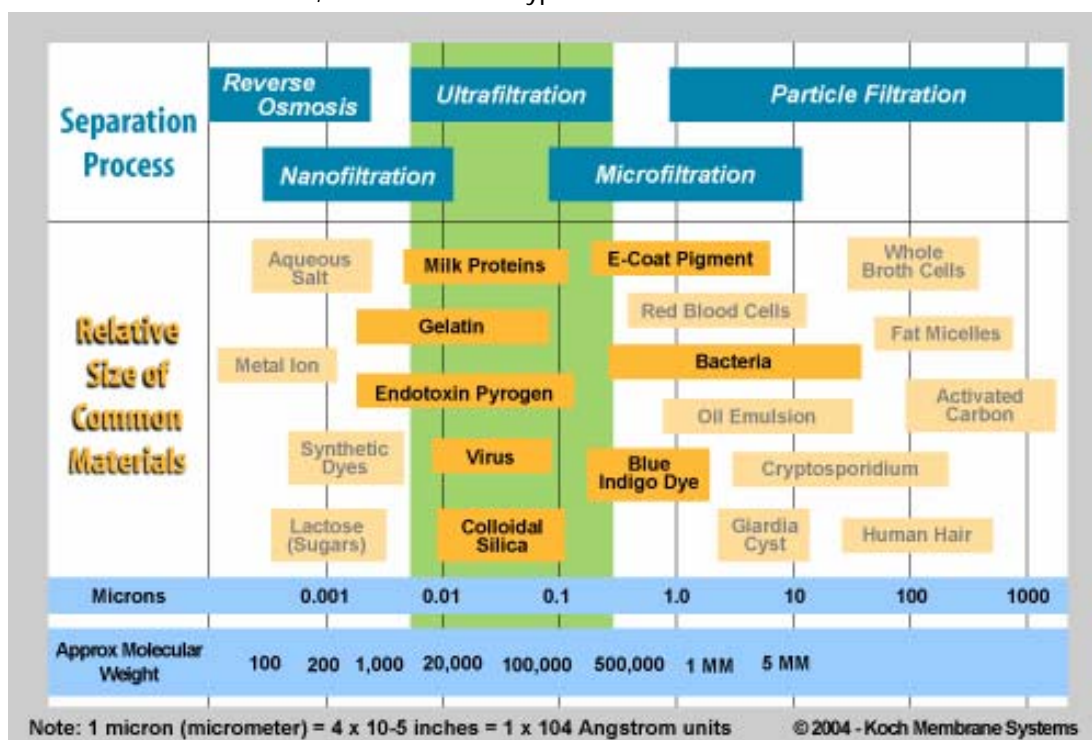 Reverse
Osmosis
Ultrafiltration
Particle Filtration
Separation
Process
Nanofiltration
Microfiltration
Aqueous
Salt
Milk Proteins
E-Coat Pigment
Whole
Broth Cells
Red Blood Cells
Gelatin
Fat Micelles
Relative
Size of
Common
Materials
Metal Ion
Bacteria
Endotoxin Pyrogen
Activated
Carbon
Oil Emulsion
Synthetic
Dyes
Virus
Blue
Indigo Dye
Cryptosporidium
Lactose
(Sugars)
Colloidal
Silica
Giardia
Cyst
Human Hair
Microns 0.001 0.01 0.1 1.0 10 100 1000
Approx Molecular
Weight
100 200 1,000 20,000 100,000 500,000 1 MM 5 MM
Note: 1 micron (micrometer) = 4 x 10-5 inches = 1 x 104 Angstrom units © 2004 - Koch Membrane Systems